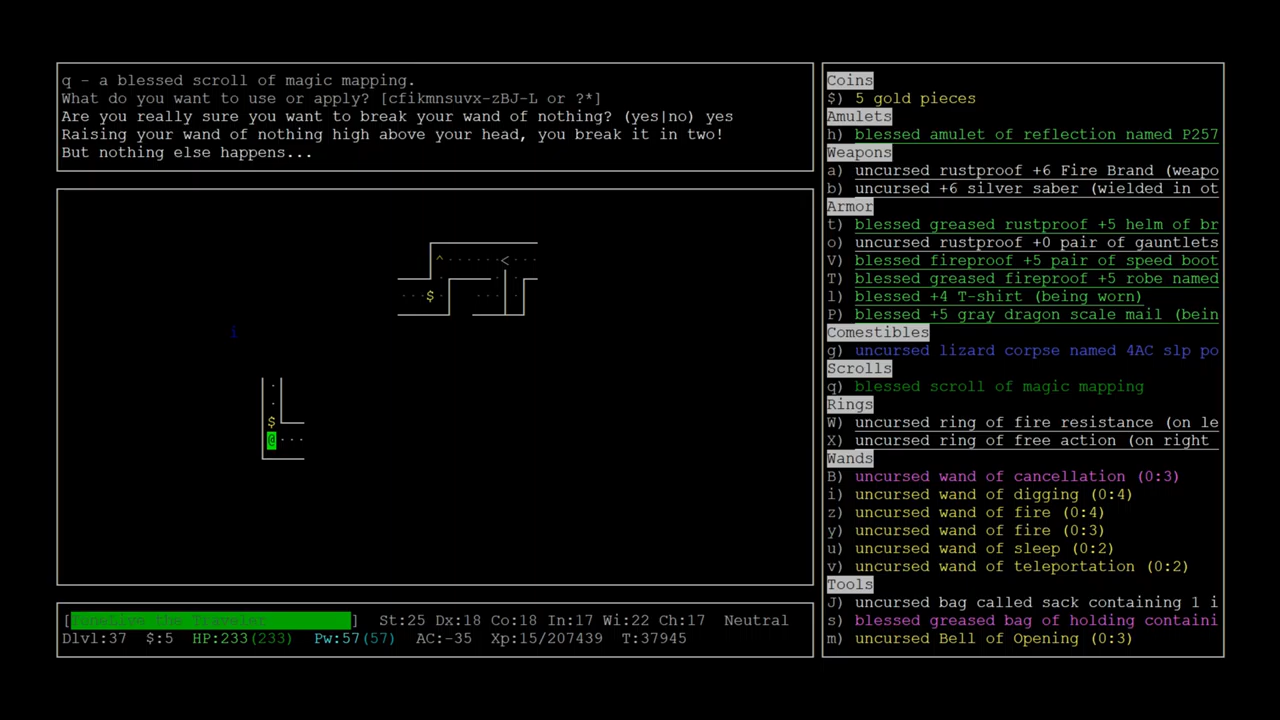 q - a blessed scroll of magic mapping.
What do you want to use or apply? [cfikmnsuvx-zBJ-L or ?*]
Are you really sure you want to break your wand of nothing? (yes|no) yes
Raising your wand of nothing high above your head, you break it in two!
But nothing else happens...
^ · · · · · · < · · ·
· · · $ · · · · ·
i
·
·
$
@ · · ·
[ToneLive the Traveler ] St:25 Dx:18 Co:18 In:17 Wi:22 Ch:17 Neutral
Dlvl:37 $:5 HP:233(233) Pw:57(57) AC:-35 Xp:15/207439 T:37945
Coins
$) 5 gold pieces
Amulets
h) blessed amulet of reflection named P257
Weapons
a) uncursed rustproof +6 Fire Brand (weapo
b) uncursed +6 silver saber (wielded in ot
Armor
t) blessed greased rustproof +5 helm of br
o) uncursed rustproof +0 pair of gauntlets
V) blessed fireproof +5 pair of speed boot
T) blessed greased fireproof +5 robe named
l) blessed +4 T-shirt (being worn)
P) blessed +5 gray dragon scale mail (bein
Comestibles
g) uncursed lizard corpse named 4AC slp po
Scrolls
q) blessed scroll of magic mapping
Rings
W) uncursed ring of fire resistance (on le
X) uncursed ring of free action (on right
Wands
B) uncursed wand of cancellation (0:3)
i) uncursed wand of digging (0:4)
z) uncursed wand of fire (0:4)
y) uncursed wand of fire (0:3)
u) uncursed wand of sleep (0:2)
v) uncursed wand of teleportation (0:2)
Tools
J) uncursed bag called sack containing 1 i
s) blessed greased bag of holding containi
m) uncursed Bell of Opening (0:3)